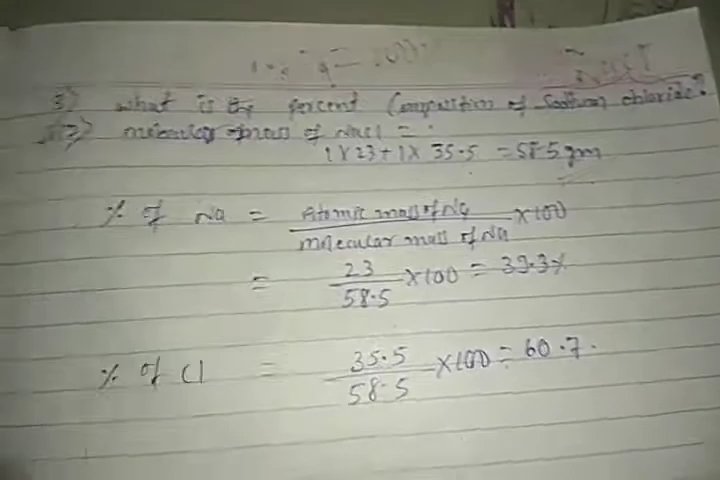 3) what is the percent Composition of Sodium chloride?
molecular mass of NaCl =
1 X 23 + 1 X 35.5 = 58.5 gm
% of Na = Atomic mass of Na / molecular mass of Na X 100
= 23 / 58.5 X 100 = 39.3%
% of Cl = 35.5 / 58.5 X 100 = 60.7.